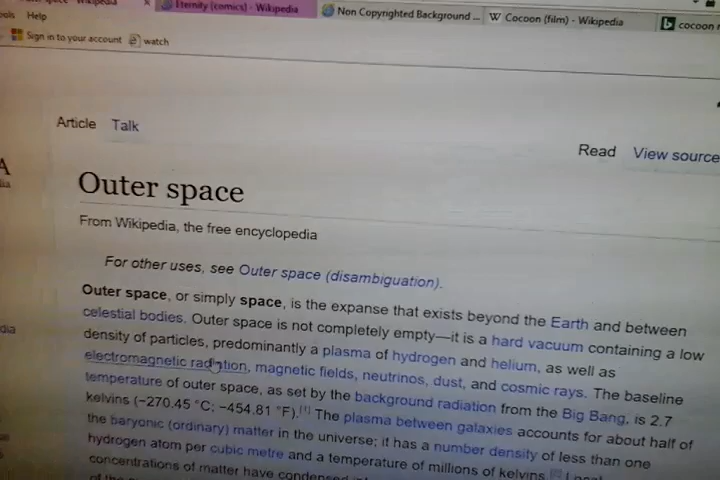 Eternity (comics) - Wikipedia
Non Copyrighted Background ...
Cocoon (film) - Wikipedia
cocoon
Help
Sign in to your account
watch
Article
Talk
Read
View source
Outer space
From Wikipedia, the free encyclopedia
For other uses, see Outer space (disambiguation).
Outer space, or simply space, is the expanse that exists beyond the Earth and between
celestial bodies. Outer space is not completely empty—it is a hard vacuum containing a low
density of particles, predominantly a plasma of hydrogen and helium, as well as
electromagnetic radiation, magnetic fields, neutrinos, dust, and cosmic rays. The baseline
temperature of outer space, as set by the background radiation from the Big Bang, is 2.7
kelvins (−270.45 °C; −454.81 °F).[1] The plasma between galaxies accounts for about half of
the baryonic (ordinary) matter in the universe; it has a number density of less than one
hydrogen atom per cubic metre and a temperature of millions of kelvins.[2] Local
concentrations of matter have condensed